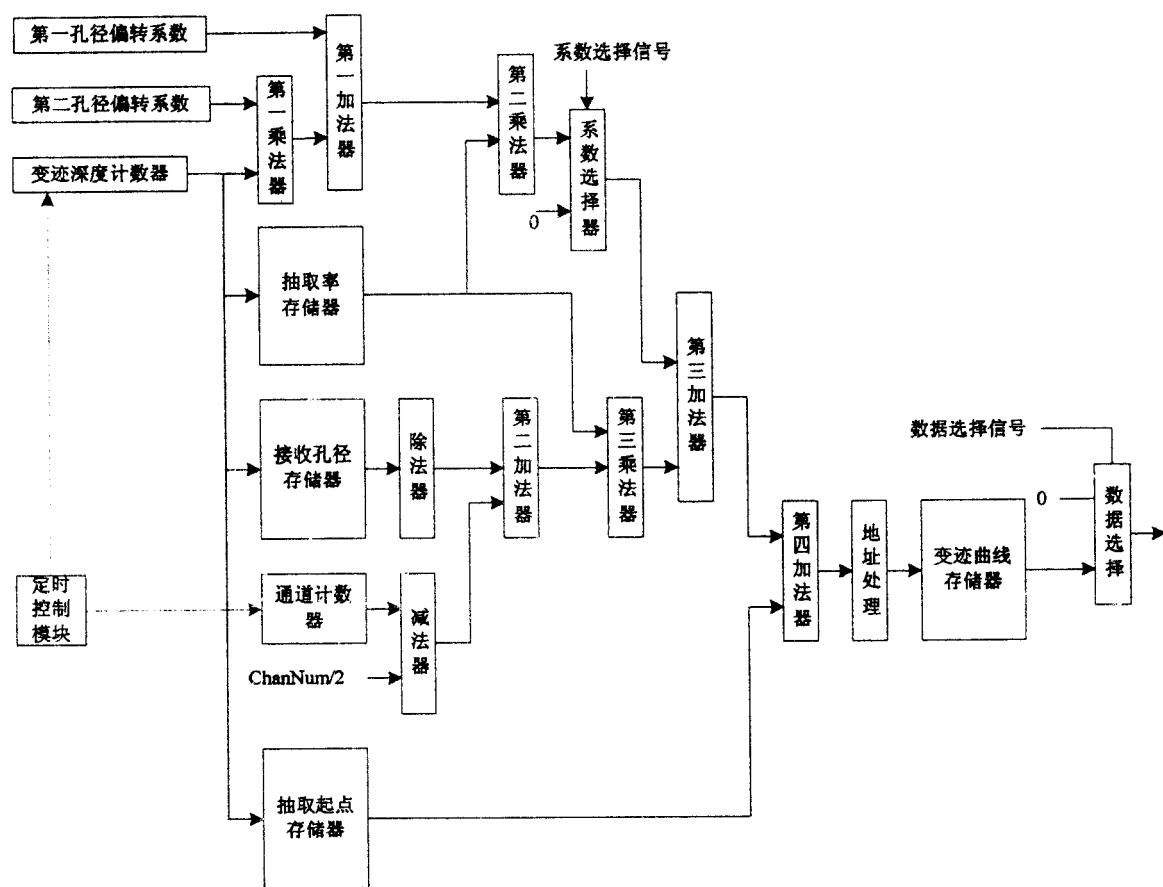 第一孔径偏转系数
第二孔径偏转系数
变迹深度计数器
第一乘法器
第一加法器
第二乘法器
系数选择信号
系数选择器
0
抽取率
存储器
接收孔径
存储器
除法器
第二加法器
第三乘法器
第三加法器
定时
控制
模块
通道计数
器
ChanNum/2
减法器
抽取起点
存储器
第四加法器
地址处理
变迹曲线
存储器
数据选择信号
0
数据选择